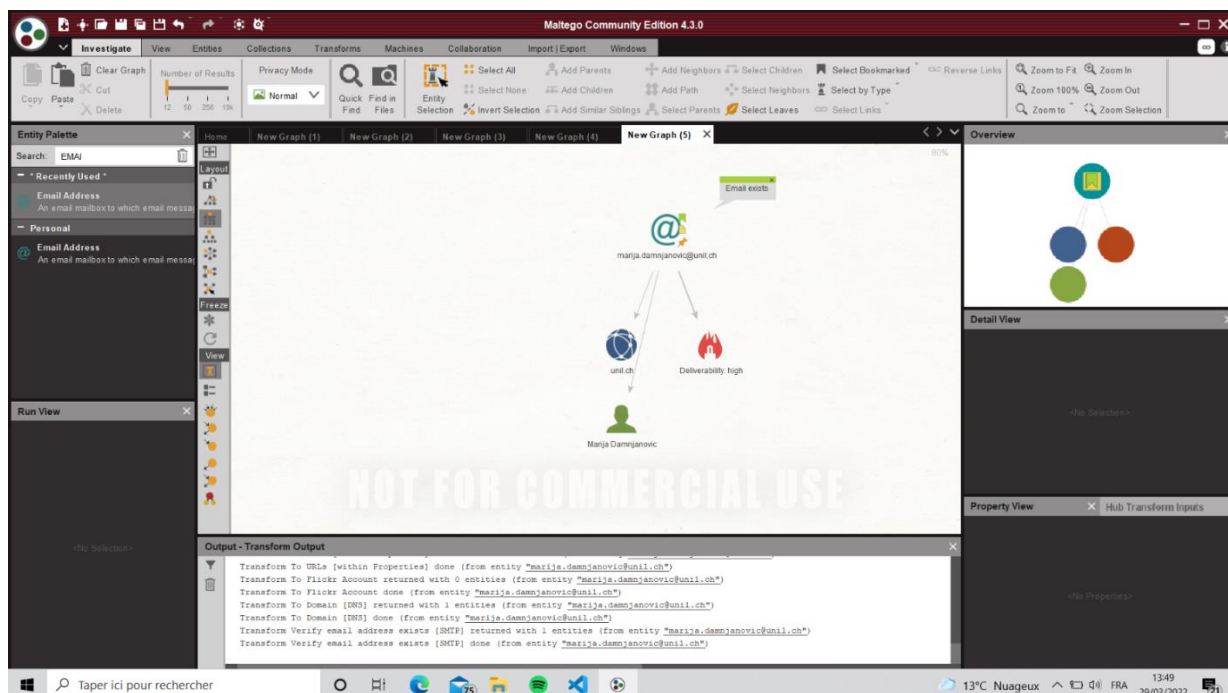 Maltego Community Edition 4.3.0
Investigate View Entities Collections Transforms Machines Collaboration Import | Export Windows
Copy Paste Clear Graph Cut Delete
Number of Results
12 50 256 10k
Privacy Mode
Normal
Quick Find
Find in Files
Entity Selection
Select All Add Parents Add Neighbors Select Children Select Bookmarked Reverse Links
Select None Add Children Add Path Select Neighbors Select by Type
Invert Selection Add Similar Siblings Select Parents Select Leaves Select Links
Zoom to Fit Zoom In
Zoom 100% Zoom Out
Zoom to Zoom Selection
Entity Palette
Search: EMAI
* Recently Used *
Email Address
An email mailbox to which email messa
Personal
Email Address
An email mailbox to which email messa
Run View
<No Selection>
Home New Graph (1) New Graph (2) New Graph (3) New Graph (4) New Graph (5)
Layout
Freeze
View
80%
Email exists
marija.damnjanovic@unil.ch
unil.ch
Deliverability: high
Marija Damnjanovic
NOT FOR COMMERCIAL USE
Output - Transform Output
Transform To URLs [within Properties] done (from entity "marija.damnjanovic@unil.ch")
Transform To Flickr Account returned with 0 entities (from entity "marija.damnjanovic@unil.ch")
Transform To Flickr Account done (from entity "marija.damnjanovic@unil.ch")
Transform To Domain [DNS] returned with 1 entities (from entity "marija.damnjanovic@unil.ch")
Transform To Domain [DNS] done (from entity "marija.damnjanovic@unil.ch")
Transform Verify email address exists [SMTP] returned with 1 entities (from entity "marija.damnjanovic@unil.ch")
Transform Verify email address exists [SMTP] done (from entity "marija.damnjanovic@unil.ch")
Overview
Detail View
<No Selection>
Property View Hub Transform Inputs
<No Properties>
Taper ici pour rechercher
75
13°C Nuageux
FRA
13:49
29/03/2022